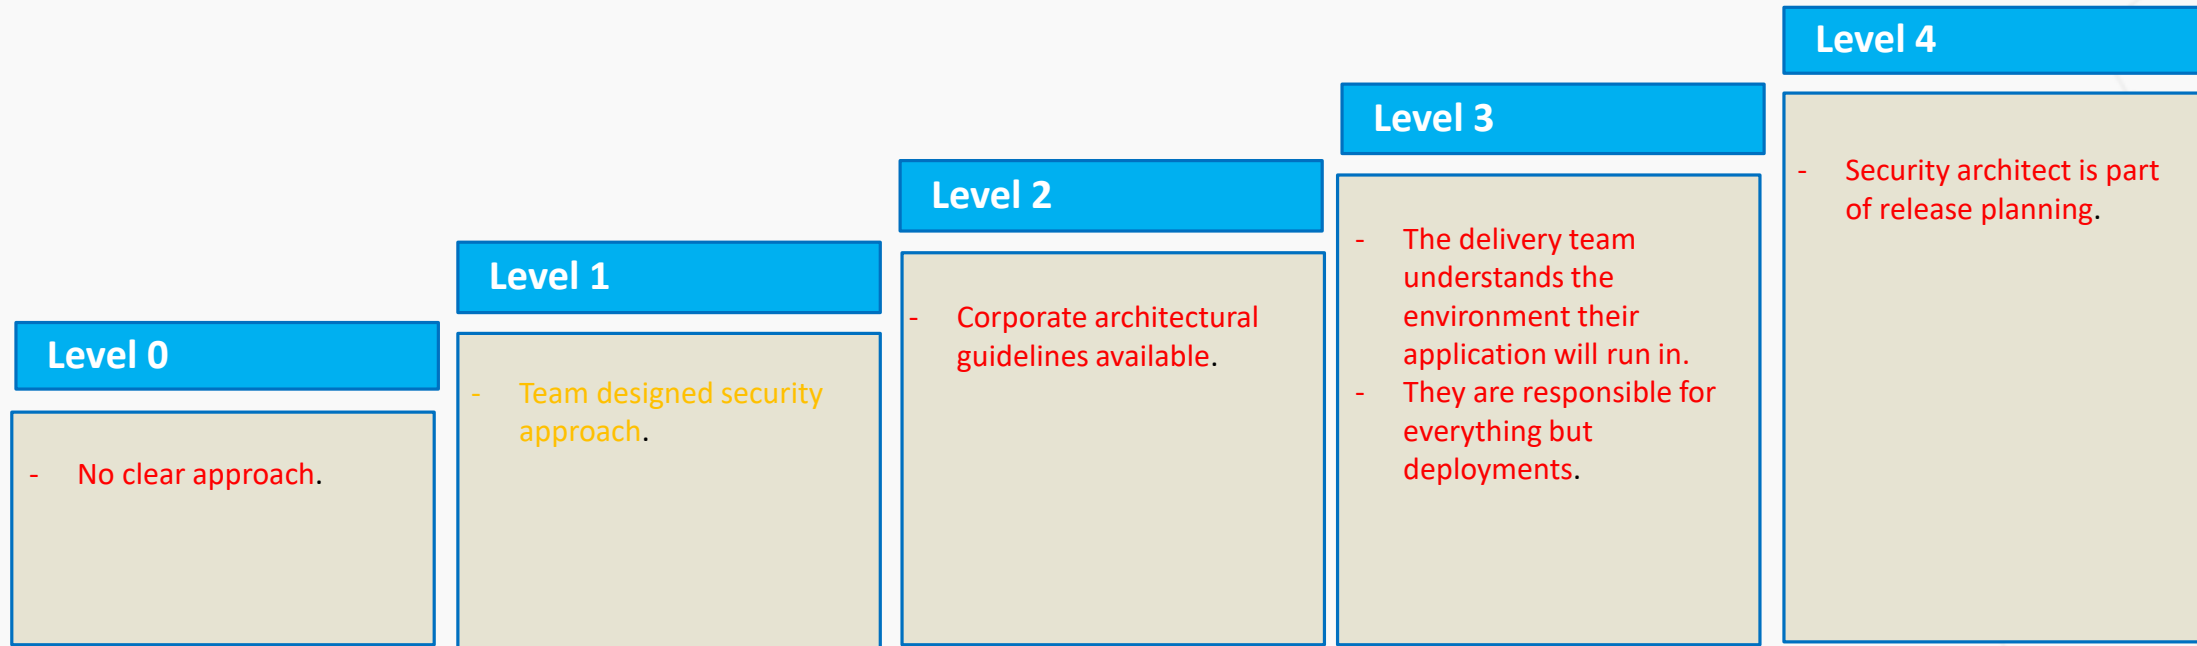 Level 0
- No clear approach.
Level 1
- Team designed security
approach.
Level 2
- Corporate architectural
guidelines available.
Level 3
- The delivery team
understands the
environment their
application will run in.
- They are responsible for
everything but
deployments.
Level 4
- Security architect is part
of release planning.